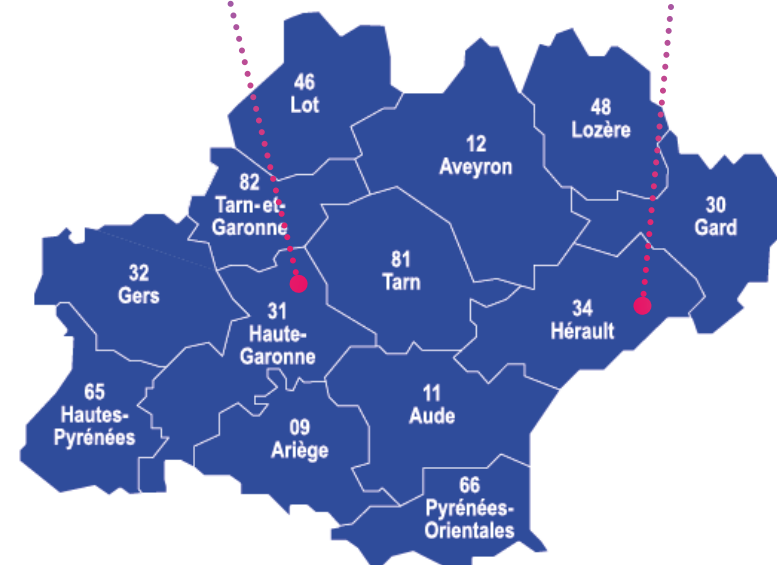 46
Lot
48
Lozère
12
Aveyron
82
Tarn-et-
Garonne
30
Gard
81
Tarn
32
Gers
31
Haute-
Garonne
34
Hérault
65
Hautes-
Pyrénées
11
Aude
09
Ariège
66
Pyrénées-
Orientales